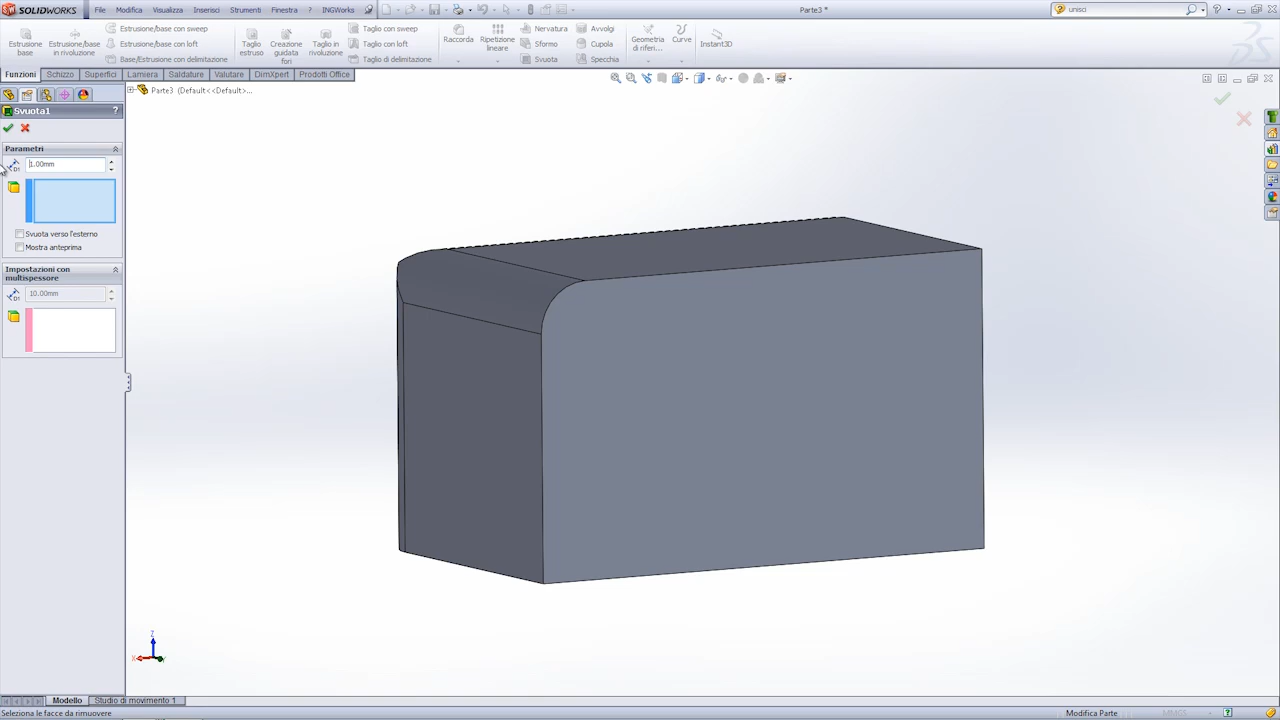 SOLIDWORKS File Modifica Visualizza Inserisci Strumenti Finestra ? INGWorks Parte3 * unisci ?
Estrusione base
Estrusione/base in rivoluzione
Estrusione/base con sweep
Estrusione/base con loft
Base/Estrusione con delimitazione
Taglio estruso
Creazione guidata fori
Taglio in rivoluzione
Taglio con sweep
Taglio con loft
Taglio di delimitazione
Raccorda
Ripetizione lineare
Nervatura
Sformo
Svuota
Avvolgi
Cupola
Specchia
Geometria di riferi...
Curve
Instant3D
Funzioni Schizzo Superfici Lamiera Saldature Valutare DimXpert Prodotti Office
Parte3 (Default<<Default>...
Svuota1 ?
Parametri
D1 1.00mm
Svuota verso l'esterno
Mostra anteprima
Impostazioni con
multispessore
D1 10.00mm
Z
X
Y
Modello Studio di movimento 1
Seleziona le facce da rimuovere Modifica Parte MMGS ?